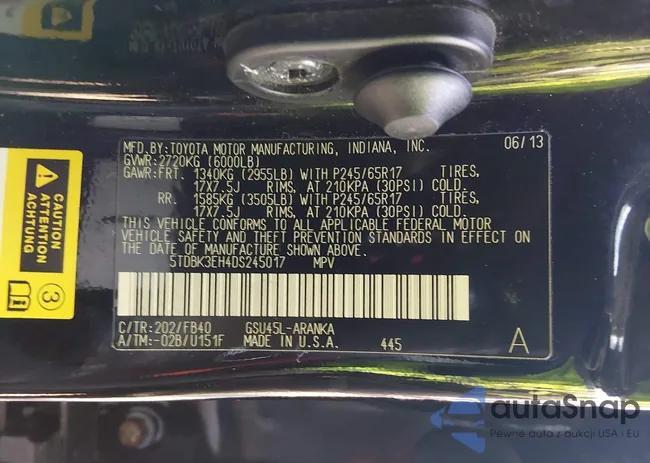 MFD.BY:TOYOTA MOTOR MANUFACTURING, INDIANA, INC. 06/13
GVWR:2720KG (6000LB)
GAWR:FRT. 1340KG (2955LB) WITH P245/65R17 TIRES,
17X7.5J RIMS, AT 210KPA (30PSI) COLD.
RR. 1585KG (3505LB) WITH P245/65R17 TIRES,
17X7.5J RIMS, AT 210KPA (30PSI) COLD.
THIS VEHICLE CONFORMS TO ALL APPLICABLE FEDERAL MOTOR
VEHICLE SAFETY AND THEFT PREVENTION STANDARDS IN EFFECT ON
THE DATE OF MANUFACTURE SHOWN ABOVE.
5TDBK3EH4DS245017 MPV
C/TR:202/FB40 GSU45L-ARANKA
A/TM:-02B/U151F MADE IN U.S.A. 445 A
CAUTION
ATTENTION
ACHTUNG
3
autoSnap
Pewne auta z aukcji USA i EU